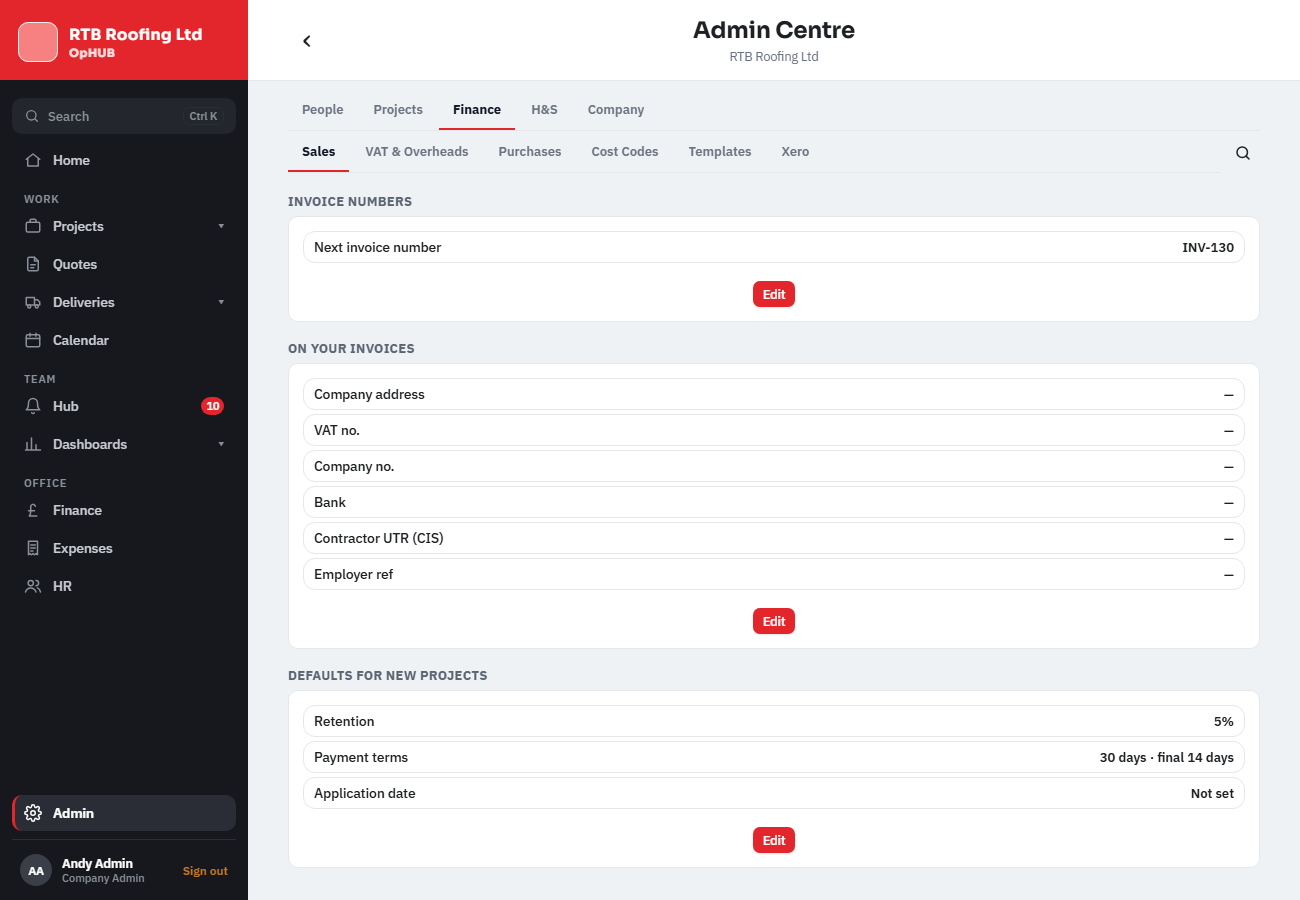 RTB Roofing Ltd
OpHUB
Search
Ctrl K
Home
WORK
Projects
Quotes
Deliveries
Calendar
TEAM
Hub
10
Dashboards
OFFICE
Finance
Expenses
HR
Admin
AA
Andy Admin
Company Admin
Sign out
Admin Centre
RTB Roofing Ltd
People
Projects
Finance
H&S
Company
Sales
VAT & Overheads
Purchases
Cost Codes
Templates
Xero
INVOICE NUMBERS
Next invoice number
INV-130
Edit
ON YOUR INVOICES
Company address
–
VAT no.
–
Company no.
–
Bank
–
Contractor UTR (CIS)
–
Employer ref
–
Edit
DEFAULTS FOR NEW PROJECTS
Retention
5%
Payment terms
30 days · final 14 days
Application date
Not set
Edit